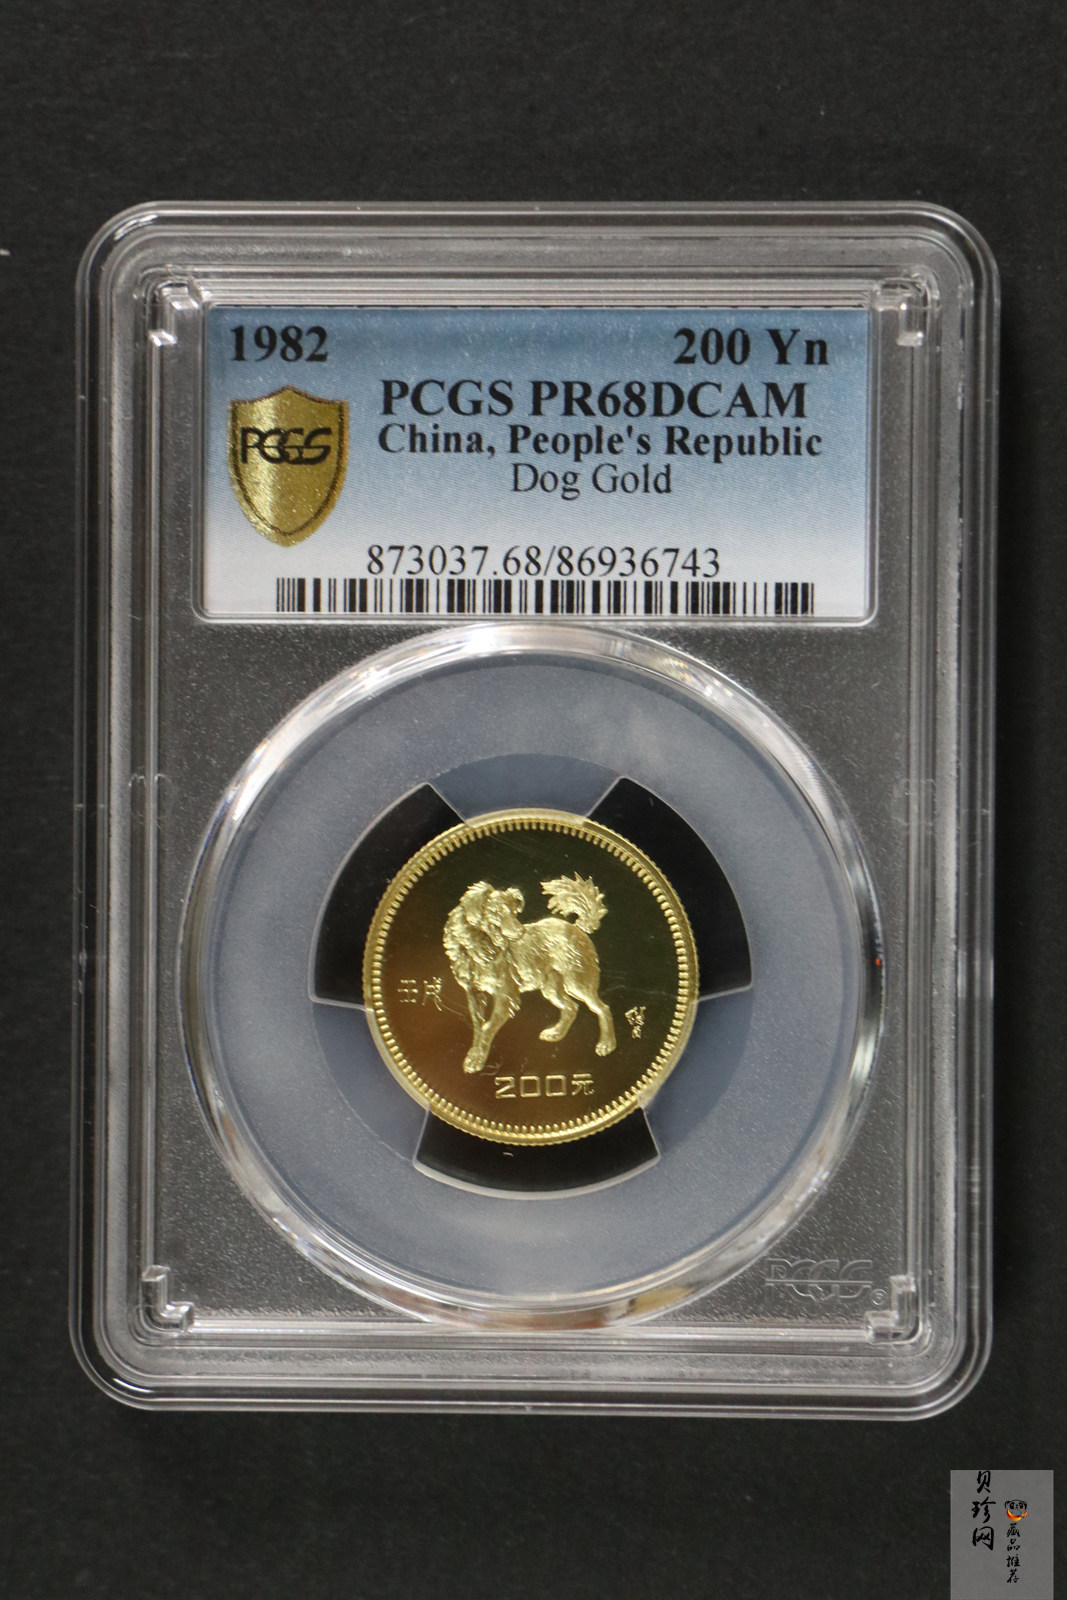 1982
200 Yn
PCGS PR68DCAM
China, People's Republic
Dog Gold
PCGS
873037.68/86936743
壬戌
200元
PCGS
贝珍网
藏品推荐